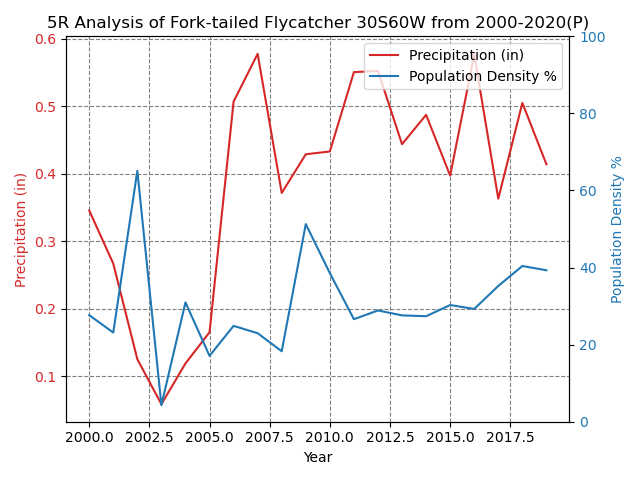 5R Analysis of Fork-tailed Flycatcher 30S60W from 2000-2020(P)
Precipitation (in)
Population Density %
0.6
0.5
0.4
0.3
0.2
0.1
Precipitation (in)
100
80
60
40
20
0
Population Density %
2000.0 2002.5 2005.0 2007.5 2010.0 2012.5 2015.0 2017.5
Year